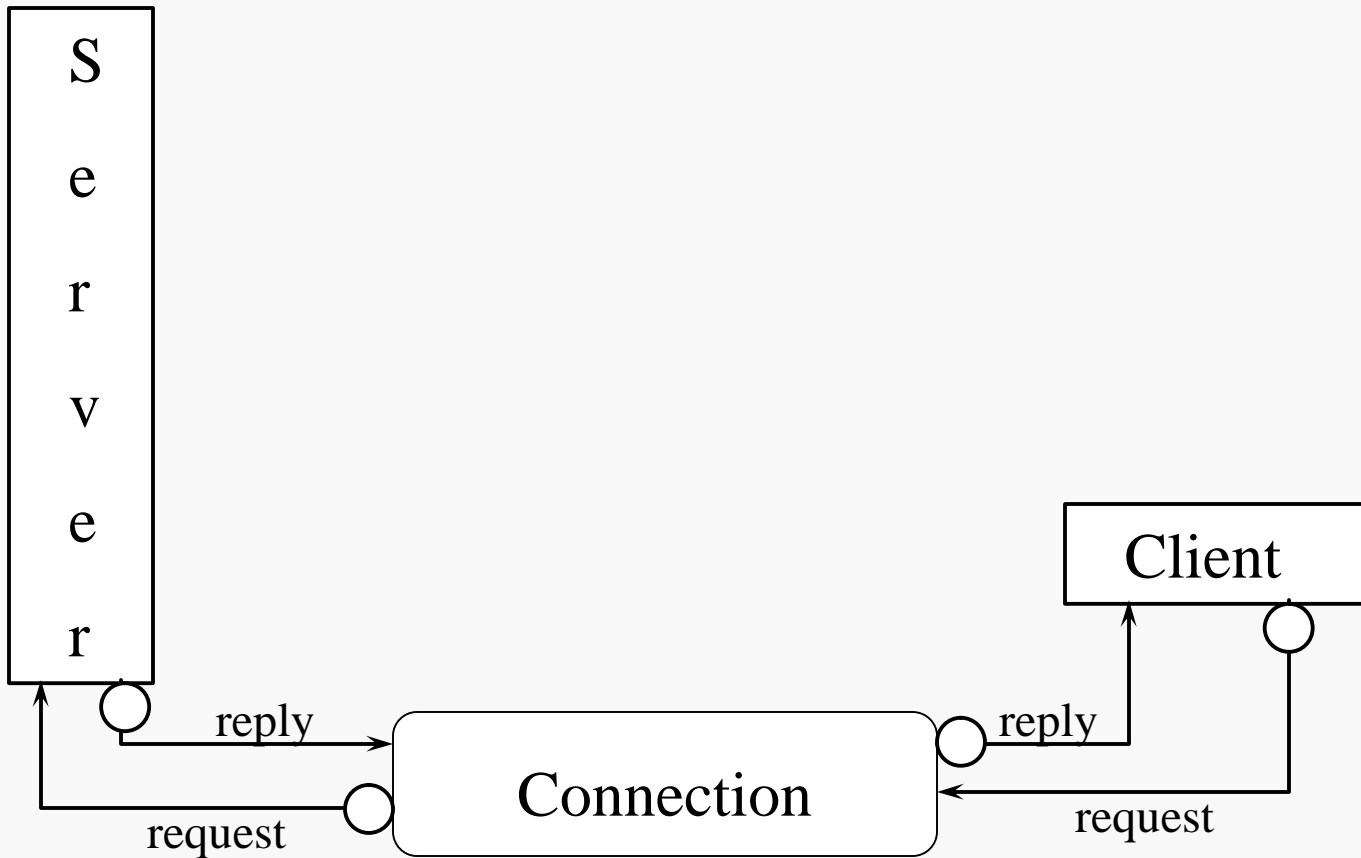 S
e
r
v
e
r
Client
reply
reply
Connection
request
request